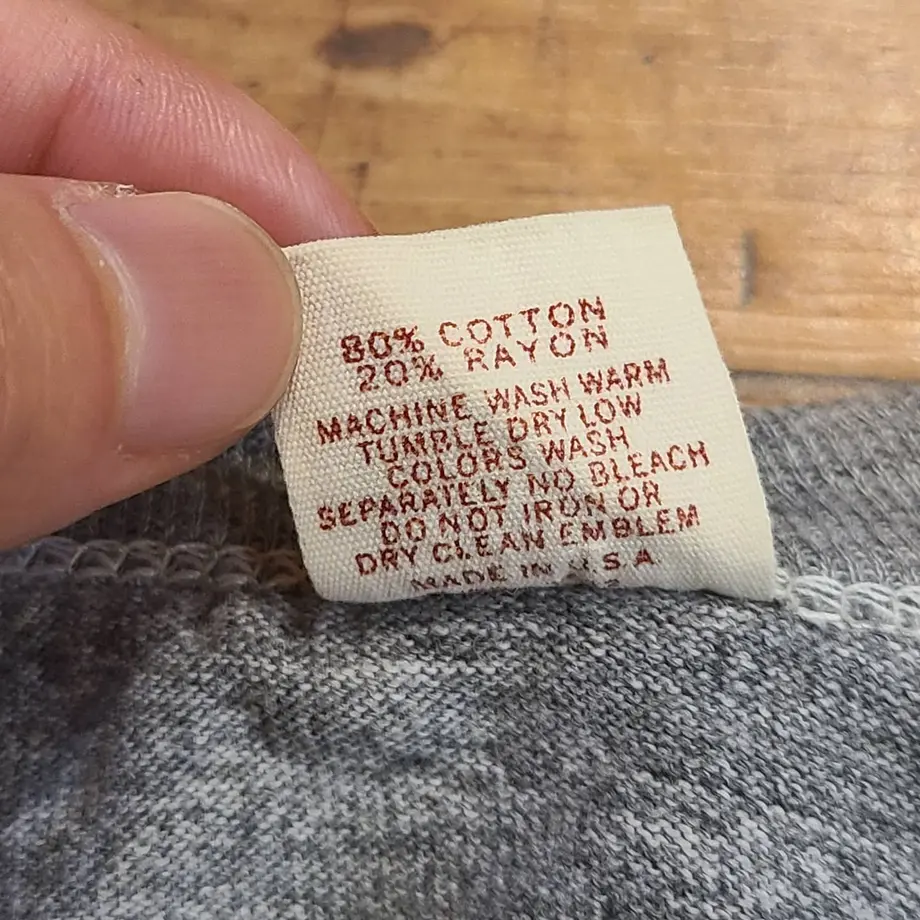 80% COTTON
20% RAYON
MACHINE WASH WARM
TUMBLE DRY LOW
COLORS WASH
SEPARATELY NO BLEACH
DO NOT IRON OR
DRY CLEAN EMBLEM
MADE IN U.S.A